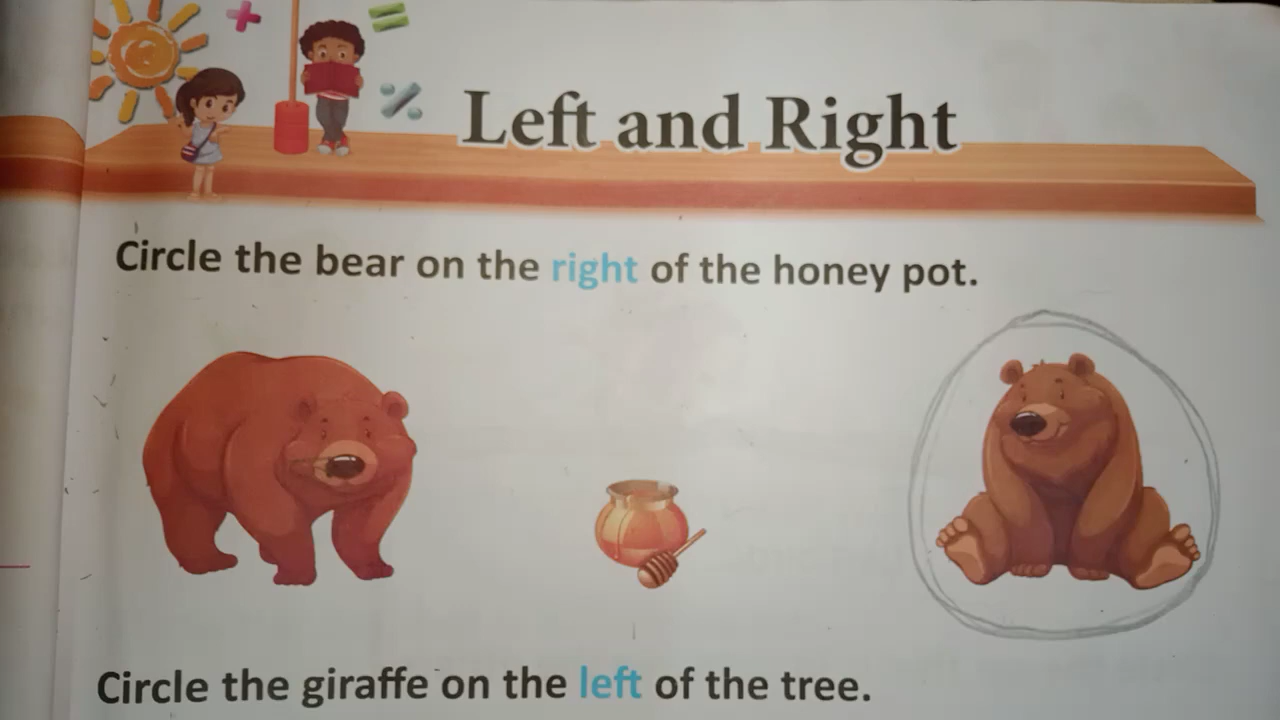 Left and Right
Circle the bear on the right of the honey pot.
Circle the giraffe on the left of the tree.